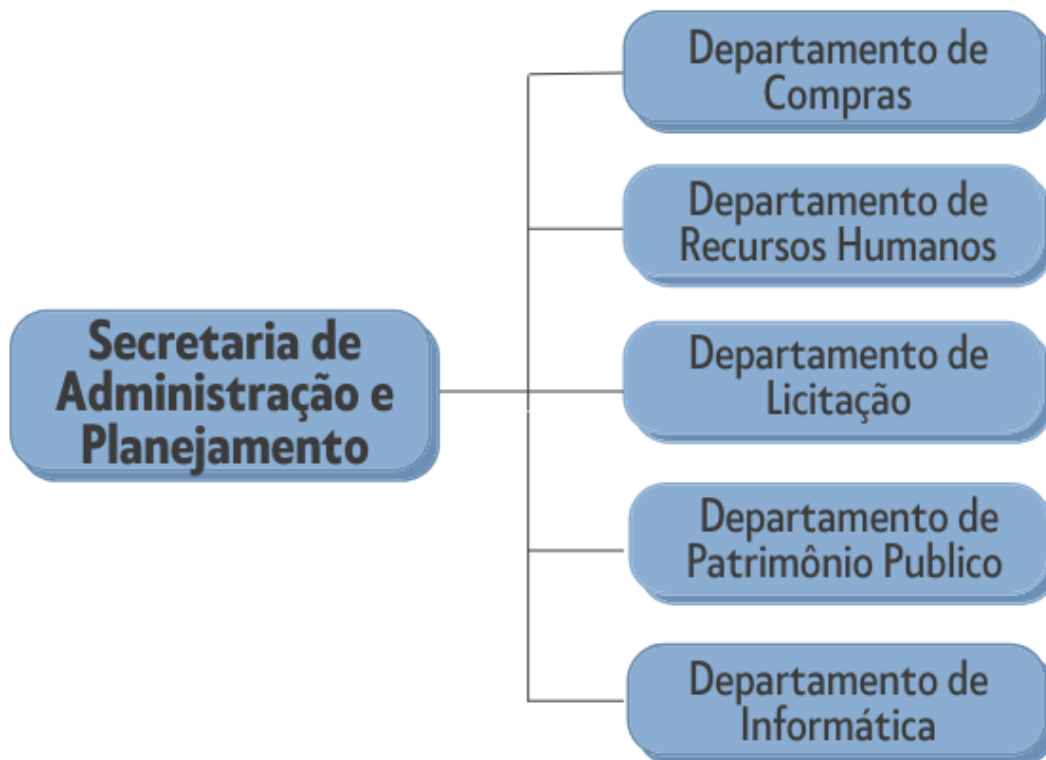 Departamento de
Compras
Departamento de
Recursos Humanos
Secretaria de
Administração e
Planejamento
Departamento de
Licitação
Departamento de
Patrimônio Publico
Departamento de
Informática